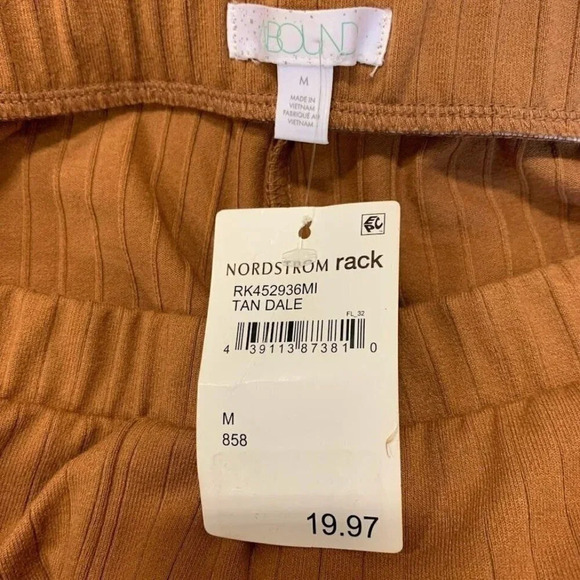 BOUND
M
MADE IN
VIETNAM
FABRIQUÉ AU
VIETNAM
NORDSTROM rack
RK452936MI
TAN DALE
FL_32
4 39113 87381 0
M
858
19.97